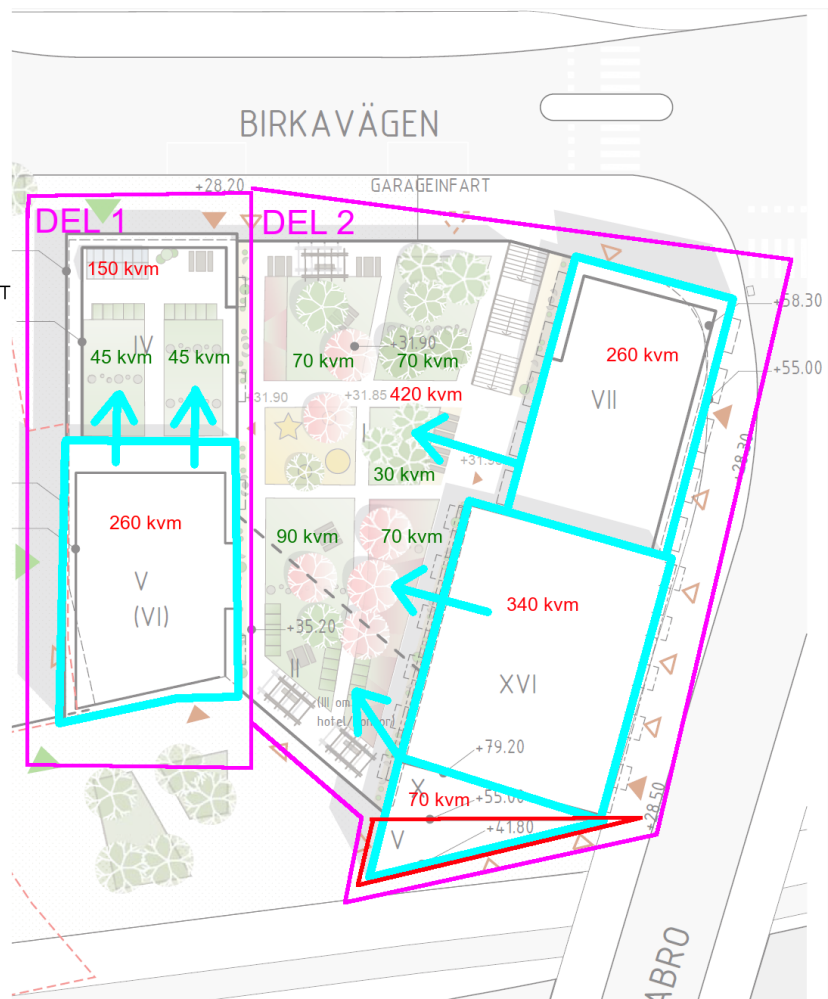 BIRKAVÄGEN
+28.20
GARAGEINFART
DEL 1
DEL 2
150 kvm
T
+58.30
IV
45 kvm
45 kvm
+31.90
70 kvm
70 kvm
260 kvm
+55.00
+31.90
+31.85
420 kvm
VII
I
30 kvm
28.30
260 kvm
90 kvm
70 kvm
V
(VI)
340 kvm
+35.20
II
XVI
hotel/kontor)
+79.20
X
70 kvm
+55.00
+41.80
V
+28.50
ABRO